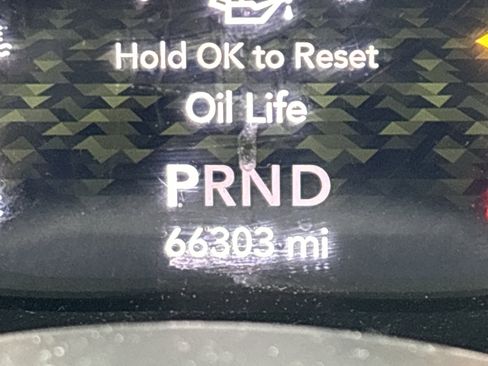 Hold OK to Reset
Oil Life
PRND
66303 mi